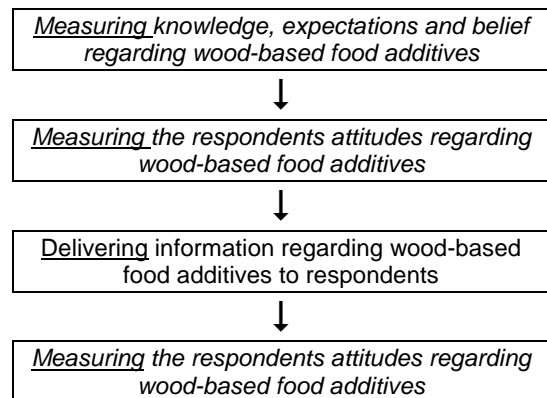 Measuring knowledge, expectations and belief
regarding wood-based food additives
Measuring the respondents attitudes regarding
wood-based food additives
Delivering information regarding wood-based
food additives to respondents
Measuring the respondents attitudes regarding
wood-based food additives